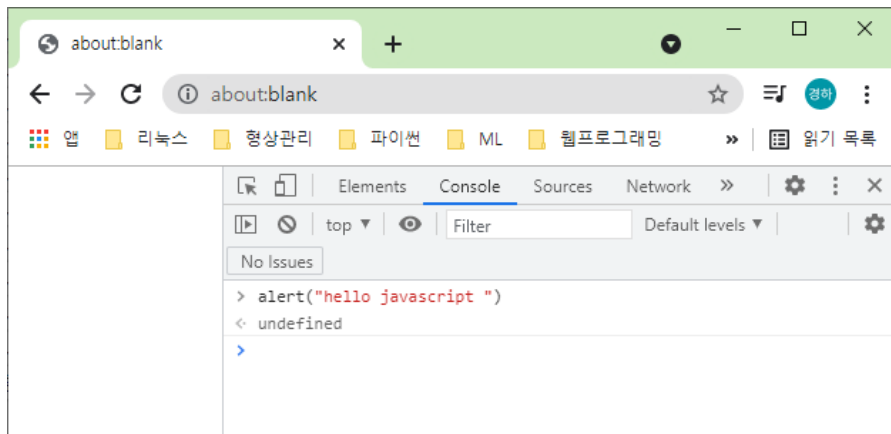 about:blank
about:blank
경하
앱 리눅스 형상관리 파이썬 ML 웹프로그래밍 » 읽기 목록
Elements Console Sources Network »
top Filter Default levels
No Issues
> alert("hello javascript ")
undefined
>